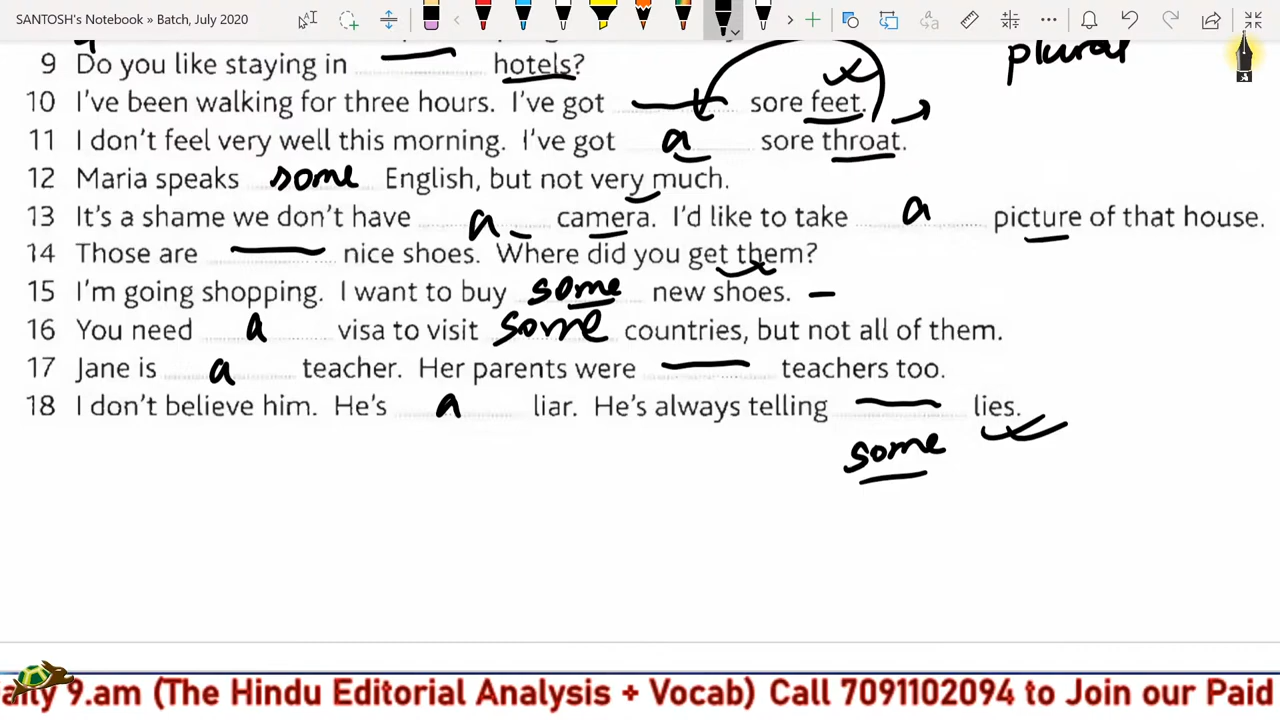 SANTOSH's Notebook » Batch, July 2020
plural
9 Do you like staying in — hotels?
10 I've been walking for three hours. I've got — sore feet.
11 I don't feel very well this morning. I've got a sore throat.
12 Maria speaks some English, but not very much.
13 It's a shame we don't have a camera. I'd like to take a picture of that house.
14 Those are — nice shoes. Where did you get them?
15 I'm going shopping. I want to buy some new shoes. —
16 You need a visa to visit some countries, but not all of them.
17 Jane is a teacher. Her parents were — teachers too.
18 I don't believe him. He's a liar. He's always telling — lies.
some
aily 9.am (The Hindu Editorial Analysis + Vocab) Call 7091102094 to Join our Paid